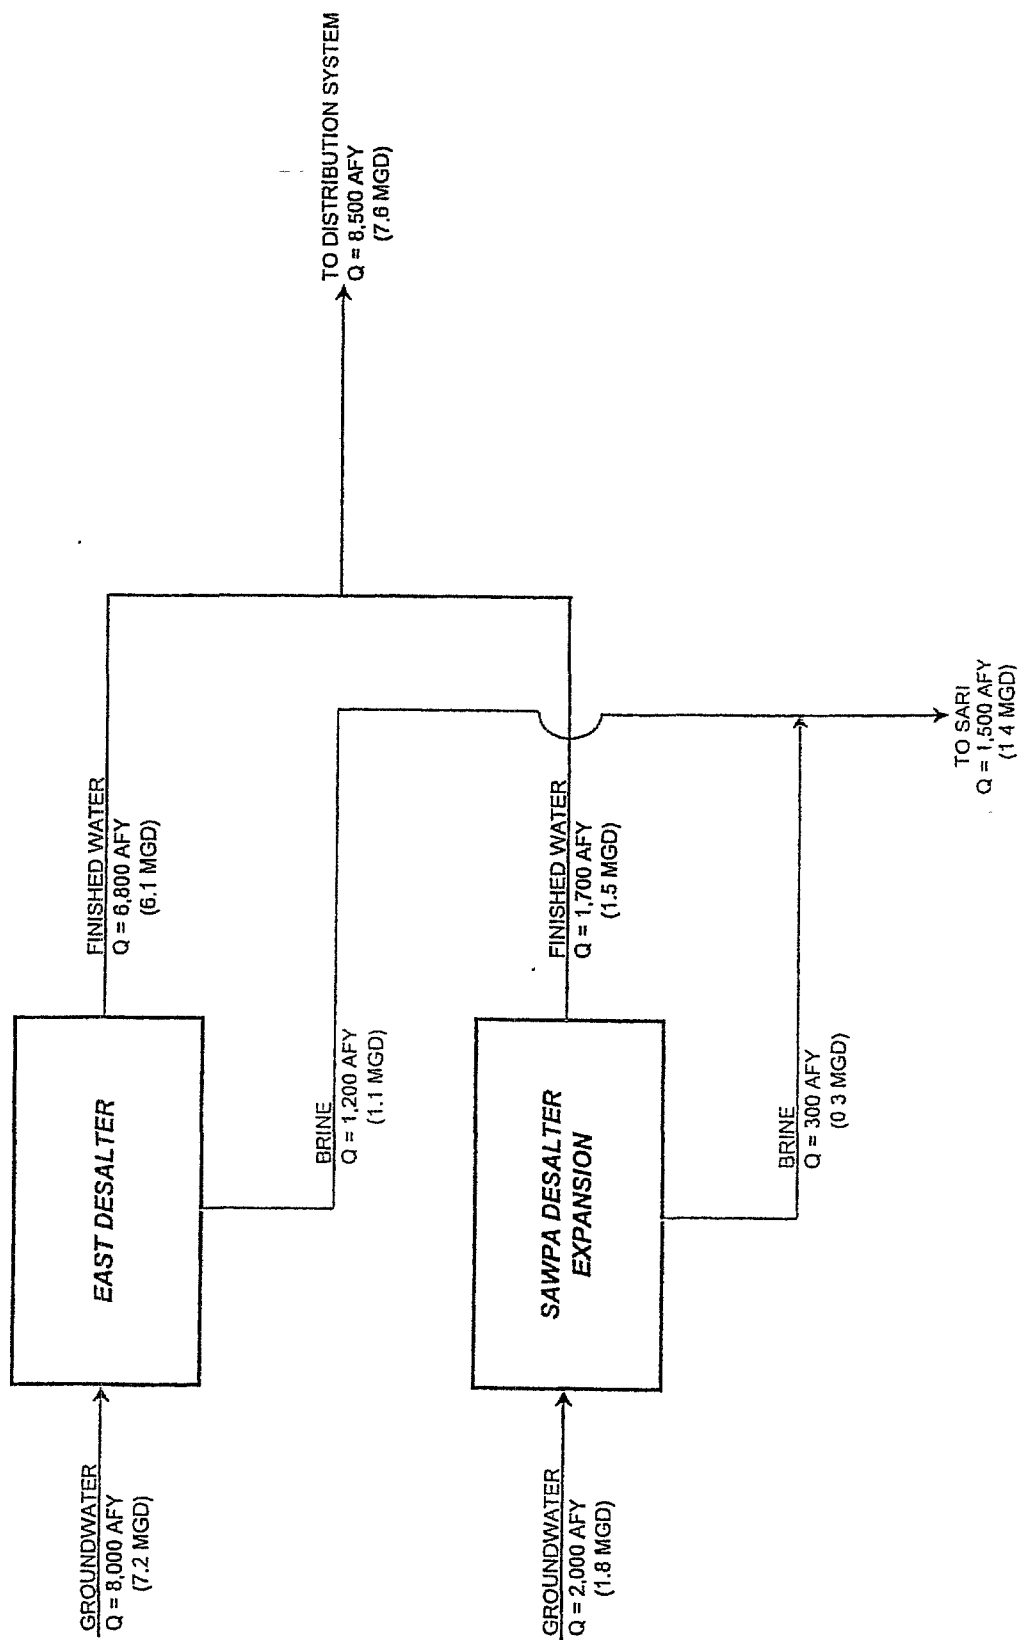 GROUNDWATER
Q = 8,000 AFY
(7.2 MGD)
EAST DESALTER
FINISHED WATER
Q = 6,800 AFY
(6.1 MGD)
BRINE
Q = 1,200 AFY
(1.1 MGD)
TO DISTRIBUTION SYSTEM
Q = 8,500 AFY
(7.6 MGD)
GROUNDWATER
Q = 2,000 AFY
(1.8 MGD)
SAWPA DESALTER
EXPANSION
FINISHED WATER
Q = 1,700 AFY
(1.5 MGD)
BRINE
Q = 300 AFY
(0 3 MGD)
TO SARI
Q = 1,500 AFY
(1 4 MGD)